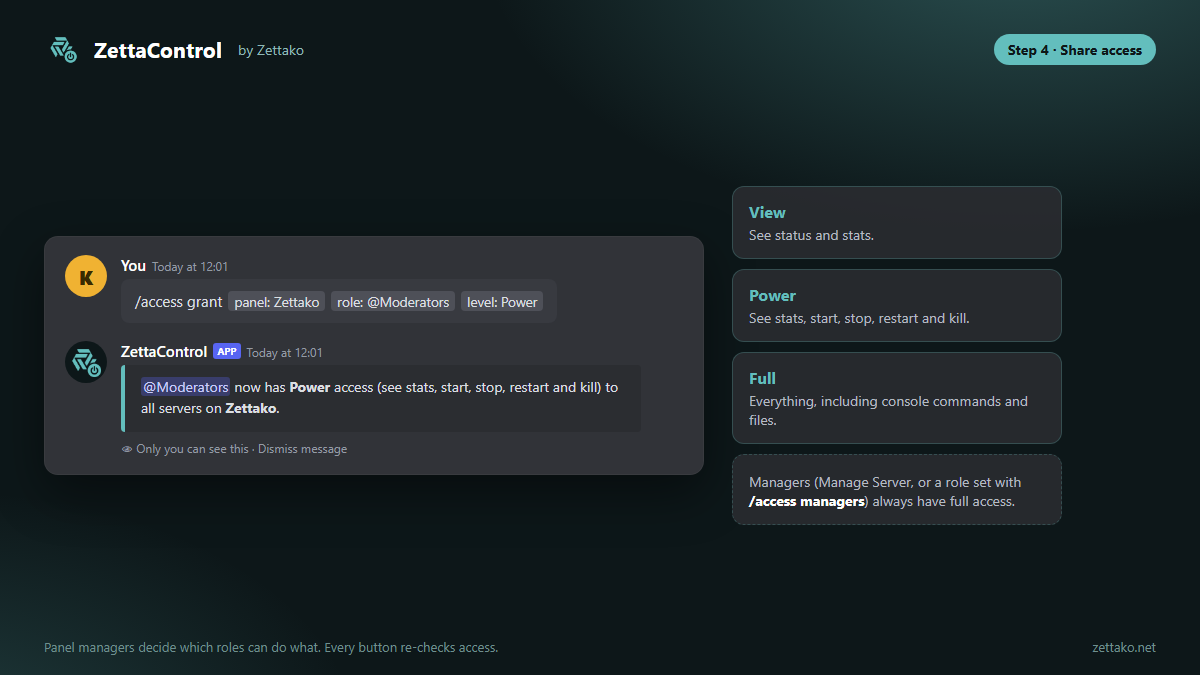 ZettaControl by Zettako
Step 4 · Share access
K
You Today at 12:01
/access grant panel: Zettako role: @Moderators level: Power
ZettaControl APP Today at 12:01
@Moderators now has Power access (see stats, start, stop, restart and kill) to
all servers on Zettako.
Only you can see this · Dismiss message
View
See status and stats.
Power
See stats, start, stop, restart and kill.
Full
Everything, including console commands and
files.
Managers (Manage Server, or a role set with
/access managers) always have full access.
Panel managers decide which roles can do what. Every button re-checks access.
zettako.net